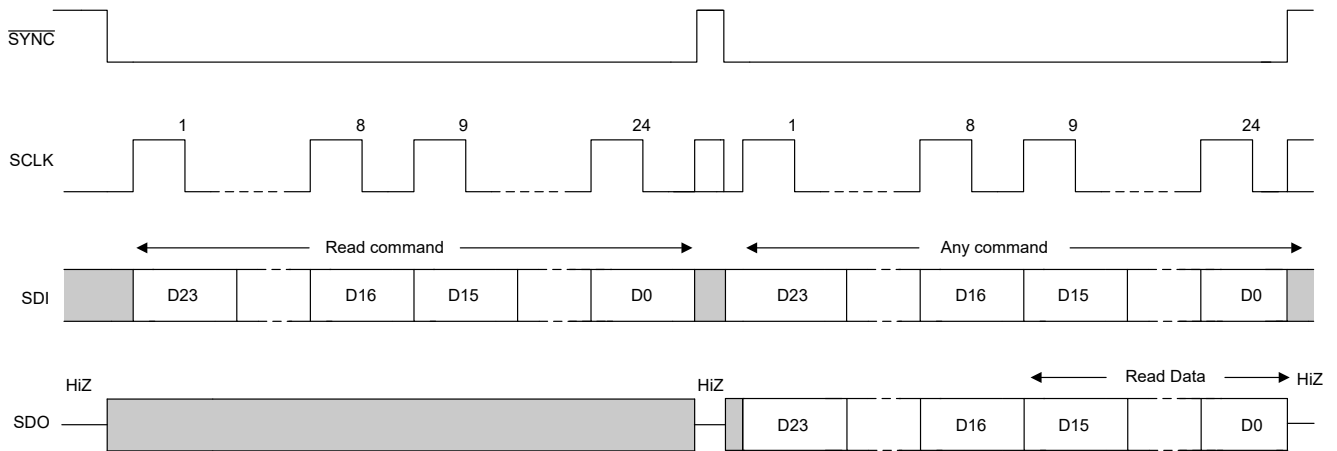 SYNC
1 8 9 24 1 8 9 24
SCLK
Read command Any command
SDI D23 D16 D15 D0 D23 D16 D15 D0
HiZ HiZ Read Data HiZ
SDO D23 D16 D15 D0